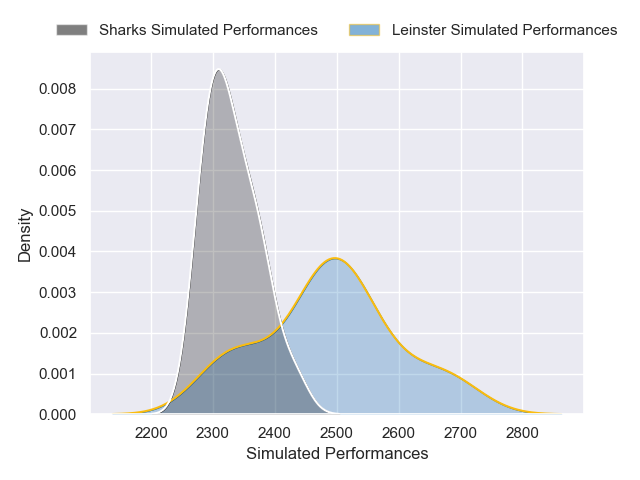 Sharks Simulated Performances Leinster Simulated Performances
0.008
0.007
0.006
0.005
0.004
0.003
0.002
0.001
0.000
Density
2200 2300 2400 2500 2600 2700 2800
Simulated Performances